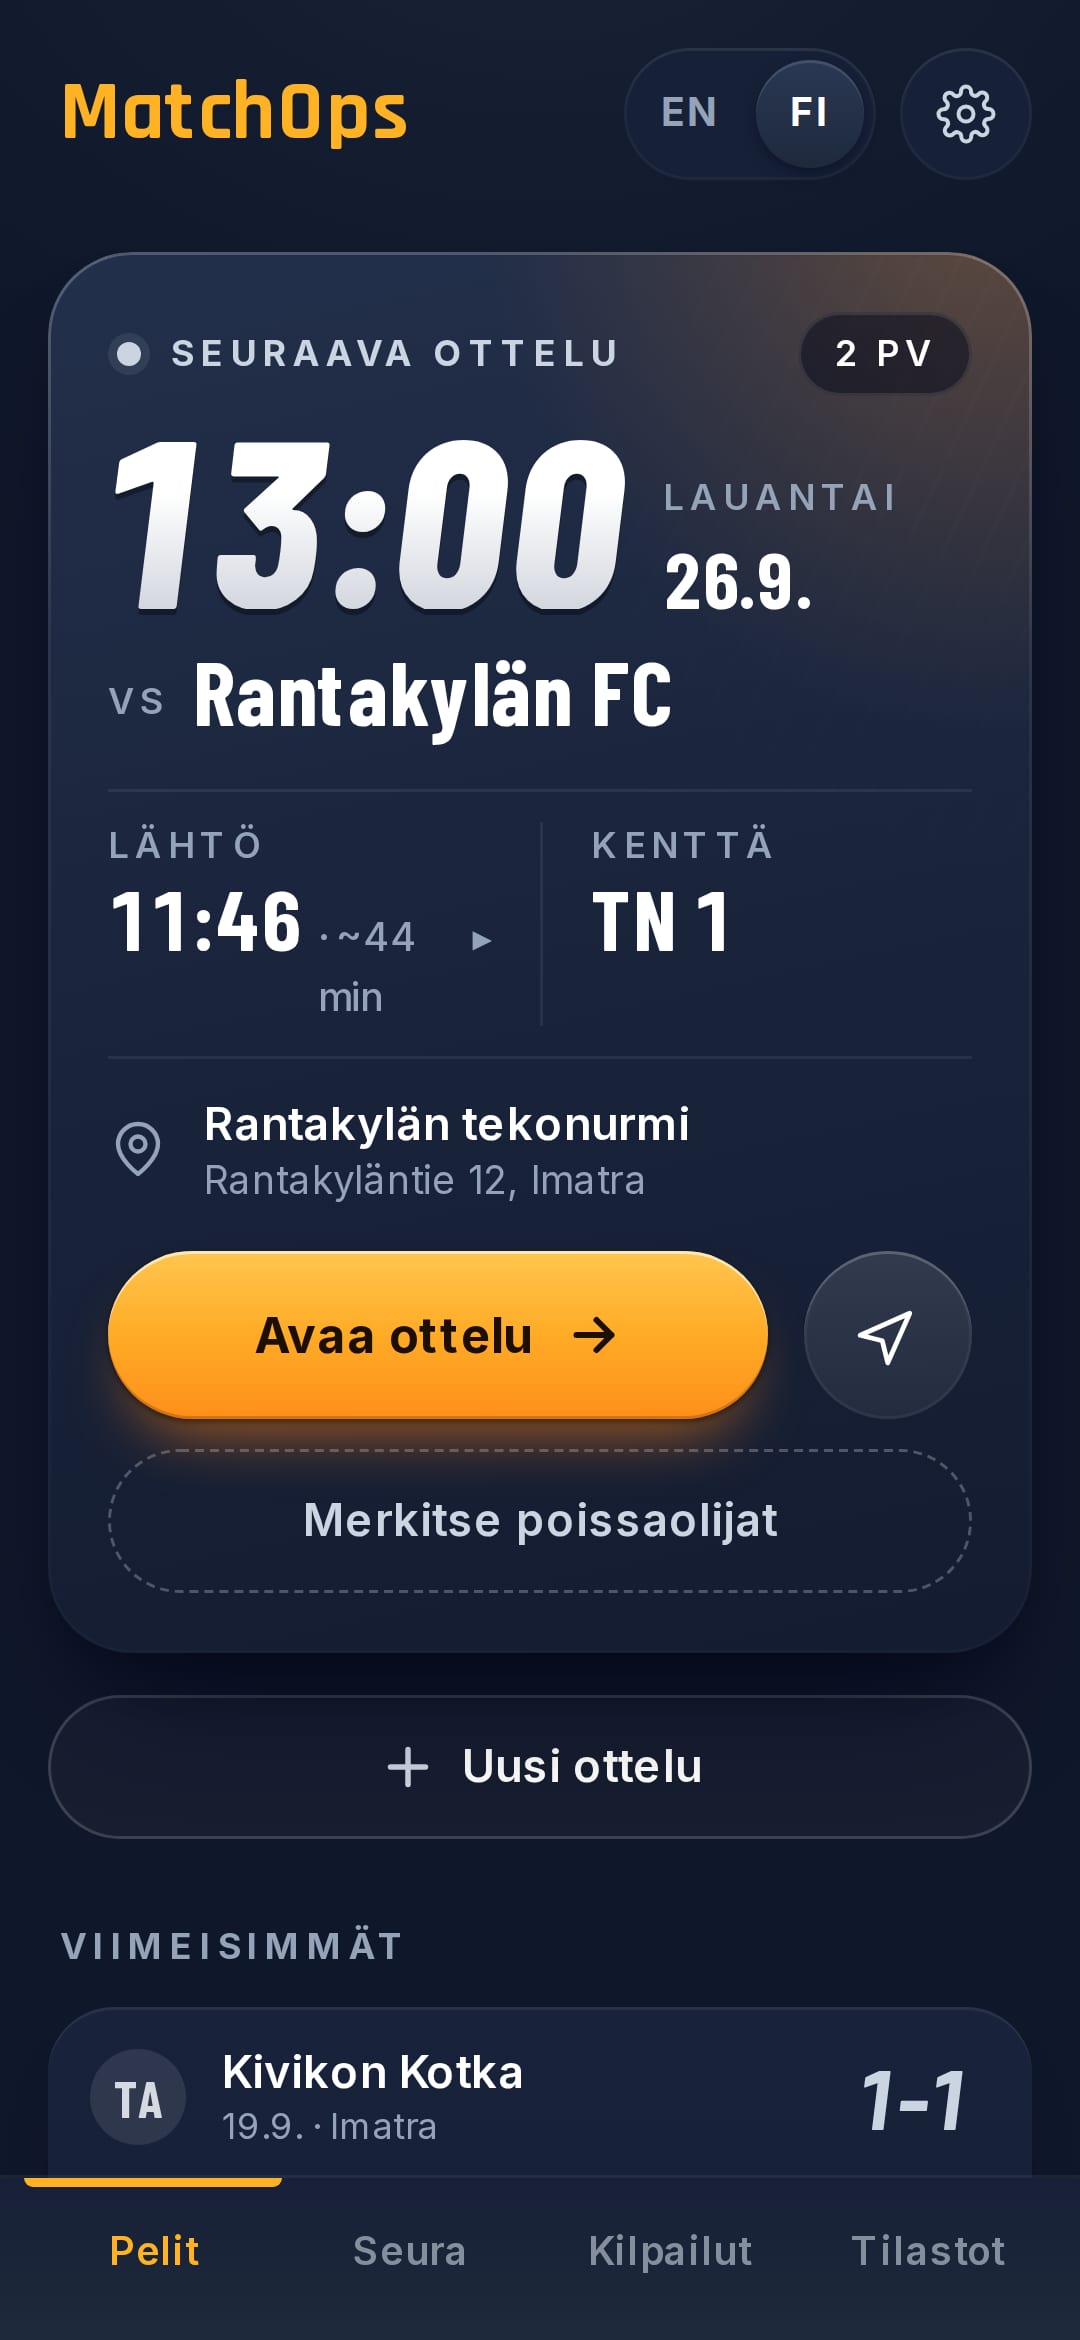 MatchOps
EN FI
SEURAAVA OTTELU
2 PV
13:00
LAUANTAI
26.9.
VS Rantakylän FC
LÄHTÖ
11:46 · ~44 min ▸
KENTTÄ
TN 1
Rantakylän tekonurmi
Rantakyläntie 12, Imatra
Avaa ottelu →
Merkitse poissaolijat
+ Uusi ottelu
VIIMEISIMMÄT
TA
Kivikon Kotka
19.9. · Imatra
1-1
Pelit Seura Kilpailut Tilastot